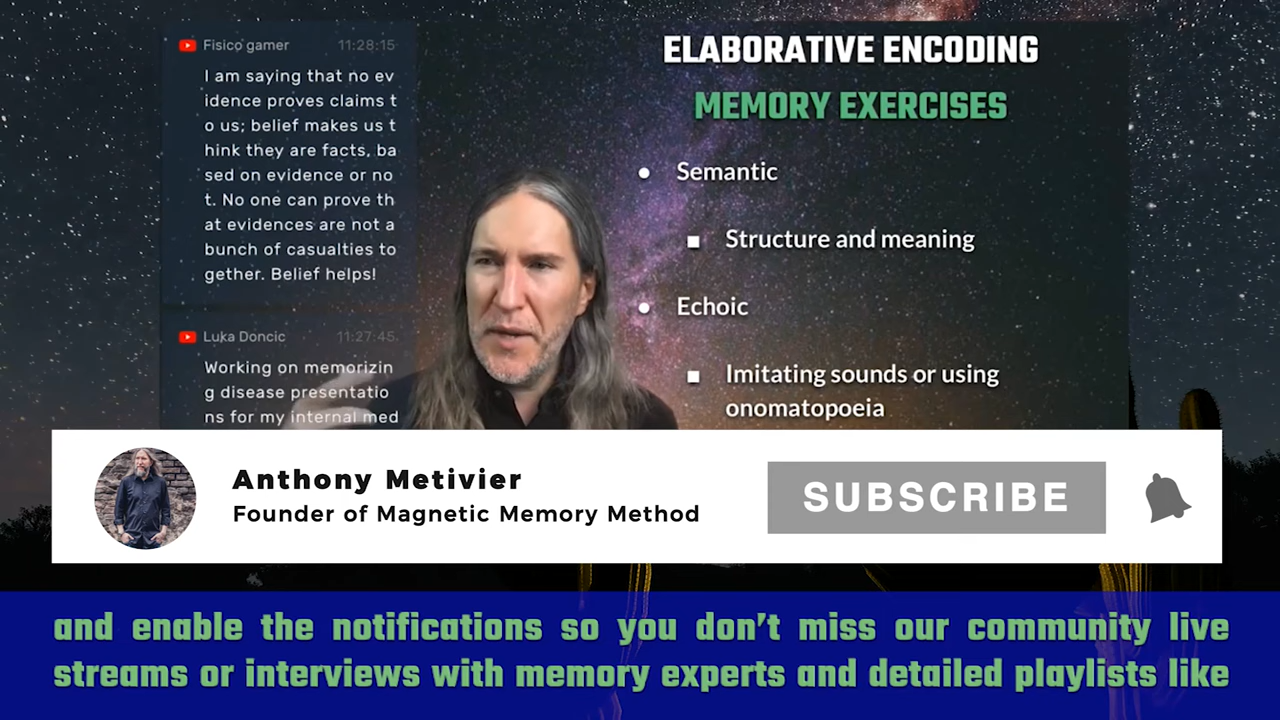 Fisico gamer 11:28:15
I am saying that no ev
idence proves claims t
o us; belief makes us t
hink they are facts, ba
sed on evidence or no
t. No one can prove th
at evidences are not a
bunch of casualties to
gether. Belief helps!
Luka Doncic 11:27:45
Working on memorizin
g disease presentatio
ns for my internal med
ELABORATIVE ENCODING
MEMORY EXERCISES
Semantic
Structure and meaning
Echoic
Imitating sounds or using
onomatopoeia
Anthony Metivier
Founder of Magnetic Memory Method
SUBSCRIBE
and enable the notifications so you don't miss our community live
streams or interviews with memory experts and detailed playlists like